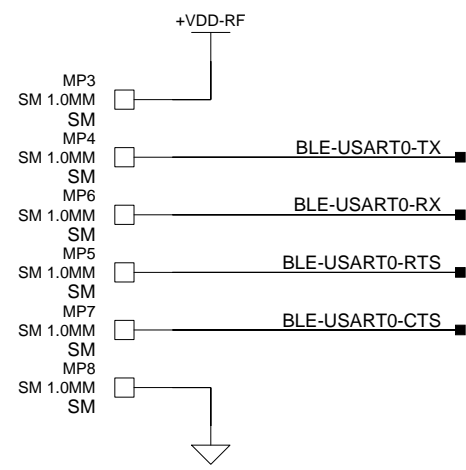 +VDD-RF
MP3
SM 1.0MM
SM
MP4
SM 1.0MM
BLE-USART0-TX
SM
MP6
SM 1.0MM
BLE-USART0-RX
SM
MP5
SM 1.0MM
BLE-USART0-RTS
SM
MP7
SM 1.0MM
BLE-USART0-CTS
SM
MP8
SM 1.0MM
SM